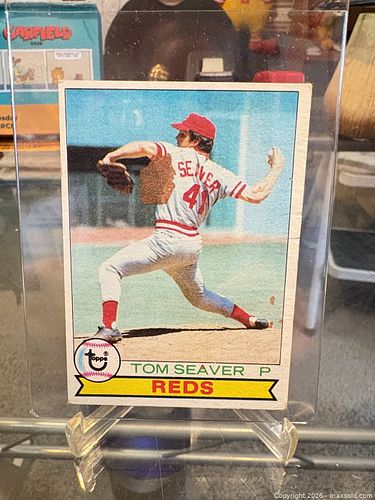 GARFIELD
SEAVER
41
topps
TOM SEAVER P
REDS
Copyright 2026 - maxsold.com